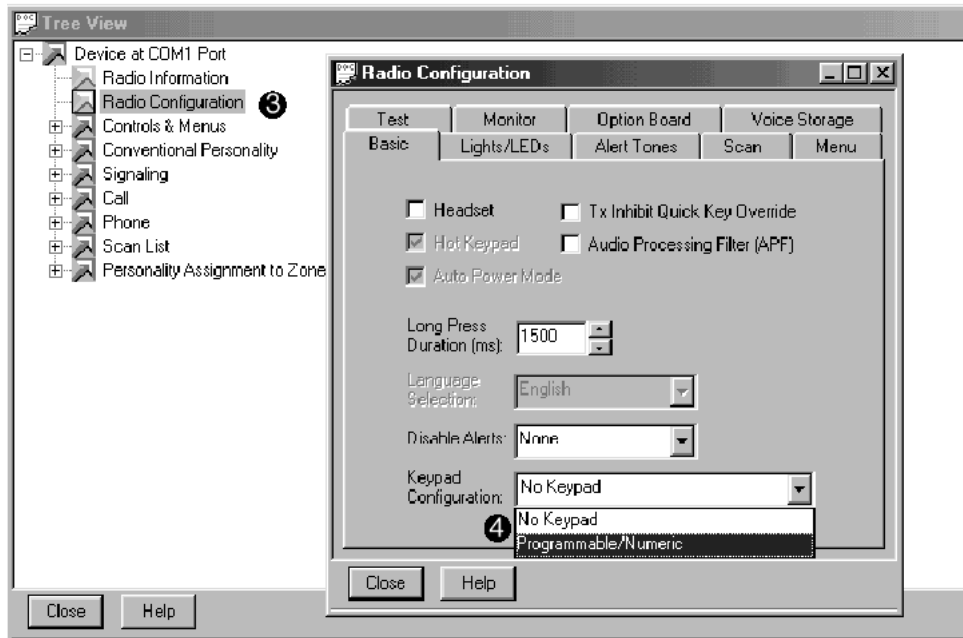 Tree View
Device at COM1 Port
Radio Information
Radio Configuration
3
Controls & Menus
Conventional Personality
Signaling
Call
Phone
Scan List
Personality Assignment to Zone
Close
Help
Radio Configuration
Test
Monitor
Option Board
Voice Storage
Basic
Lights/LEDs
Alert Tones
Scan
Menu
Headset
Tx Inhibit Quick Key Override
Hot Keypad
Audio Processing Filter (APF)
Auto Power Mode
Long Press
Duration (ms):
1500
Language
Selection:
English
Disable Alerts:
None
Keypad
Configuration:
No Keypad
4
No Keypad
Programmable/Numeric
Close
Help